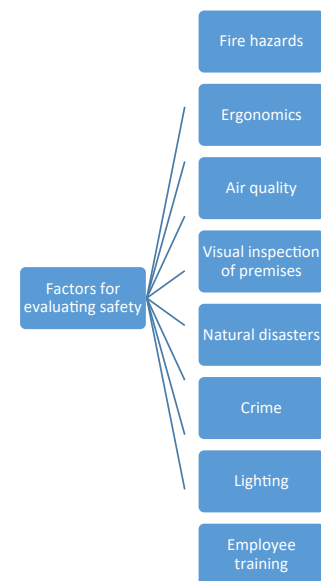 Fire hazards
Ergonomics
Air quality
Visual inspection
of premises
Factors for
evaluating safety
Natural disasters
Crime
Lighting
Employee
training